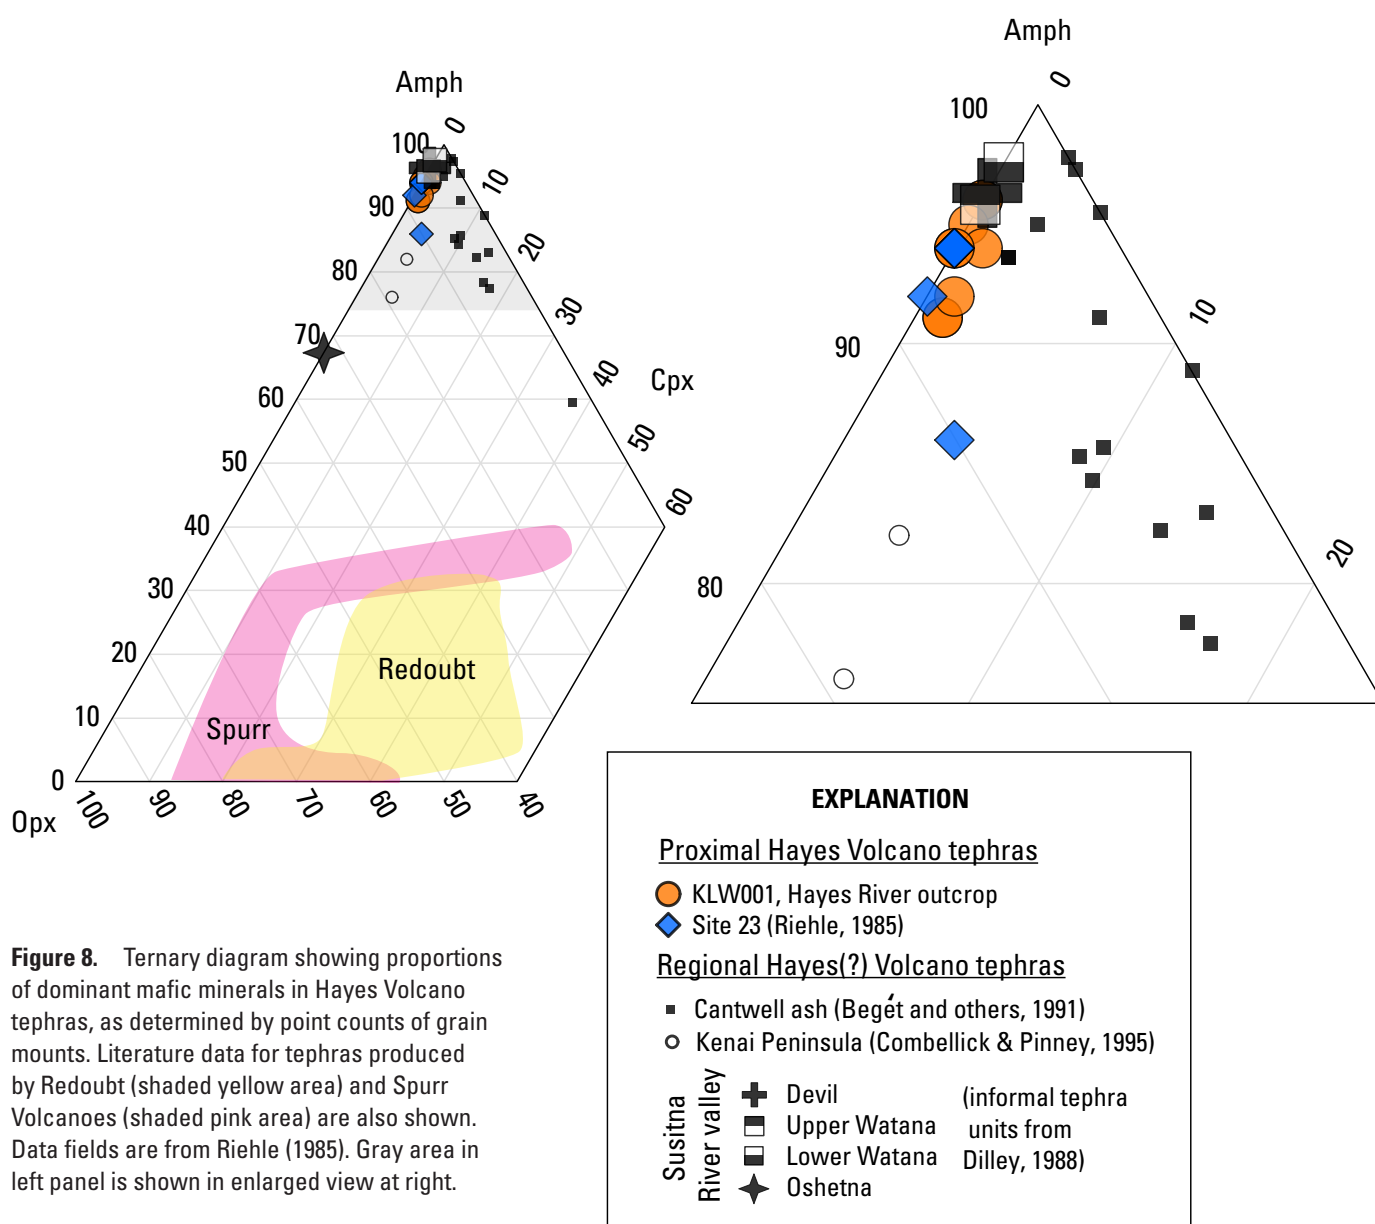 Amph
0
100
10
90
20
80
30
70
40
Cpx
60
50
50
60
40
30
20
10
0
Redoubt
Spurr
Opx
100
90
80
70
60
50
40
Amph
0
100
10
90
20
80
EXPLANATION
Proximal Hayes Volcano tephras
KLW001, Hayes River outcrop
Site 23 (Riehle, 1985)
Regional Hayes(?) Volcano tephras
Cantwell ash (Begét and others, 1991)
Kenai Peninsula (Combellick & Pinney, 1995)
Susitna
River valley
Devil
Upper Watana
Lower Watana
Oshetna
(informal tephra
units from
Dilley, 1988)
Figure 8. Ternary diagram showing proportions
of dominant mafic minerals in Hayes Volcano
tephras, as determined by point counts of grain
mounts. Literature data for tephras produced
by Redoubt (shaded yellow area) and Spurr
Volcanoes (shaded pink area) are also shown.
Data fields are from Riehle (1985). Gray area in
left panel is shown in enlarged view at right.